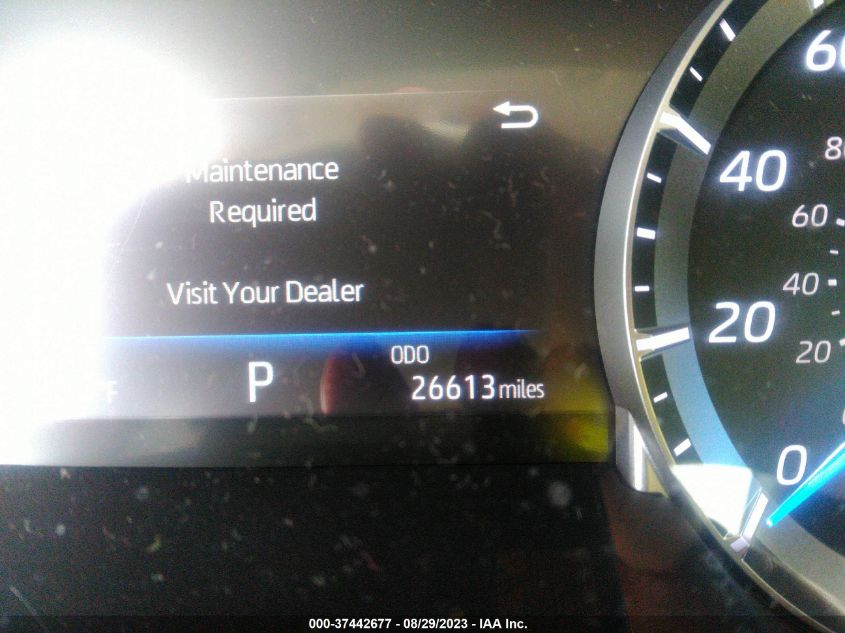 Maintenance
Required
Visit Your Dealer
ODO
P
26613 miles
60
40
20
0
80
60
40
20
000-37442677 - 08/29/2023 - IAA Inc.